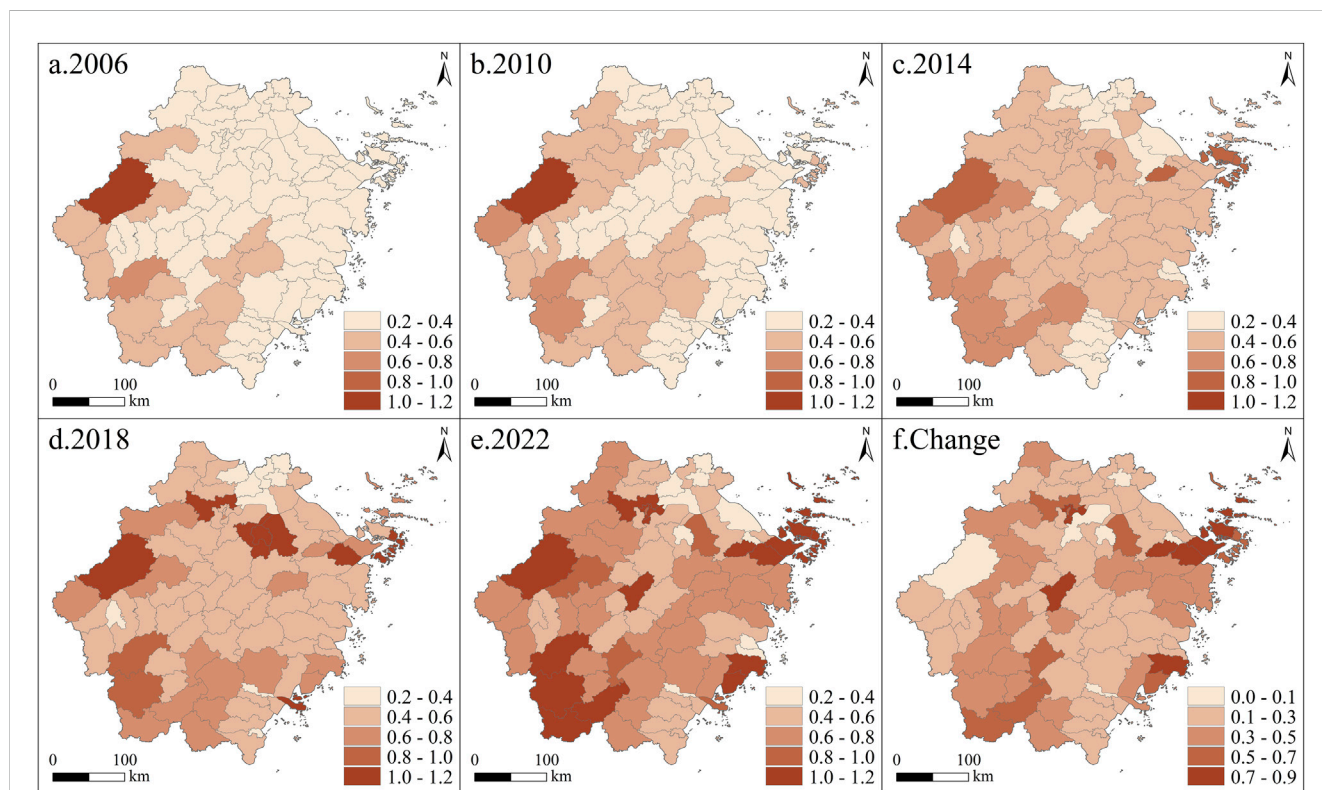 a.2006
N
0.2 - 0.4
0.4 - 0.6
0.6 - 0.8
0.8 - 1.0
1.0 - 1.2
0 100
km
b.2010
N
0.2 - 0.4
0.4 - 0.6
0.6 - 0.8
0.8 - 1.0
1.0 - 1.2
0 100
km
c.2014
N
0.2 - 0.4
0.4 - 0.6
0.6 - 0.8
0.8 - 1.0
1.0 - 1.2
0 100
km
d.2018
N
0.2 - 0.4
0.4 - 0.6
0.6 - 0.8
0.8 - 1.0
1.0 - 1.2
0 100
km
e.2022
N
0.2 - 0.4
0.4 - 0.6
0.6 - 0.8
0.8 - 1.0
1.0 - 1.2
0 100
km
f.Change
N
0.0 - 0.1
0.1 - 0.3
0.3 - 0.5
0.5 - 0.7
0.7 - 0.9
0 100
km